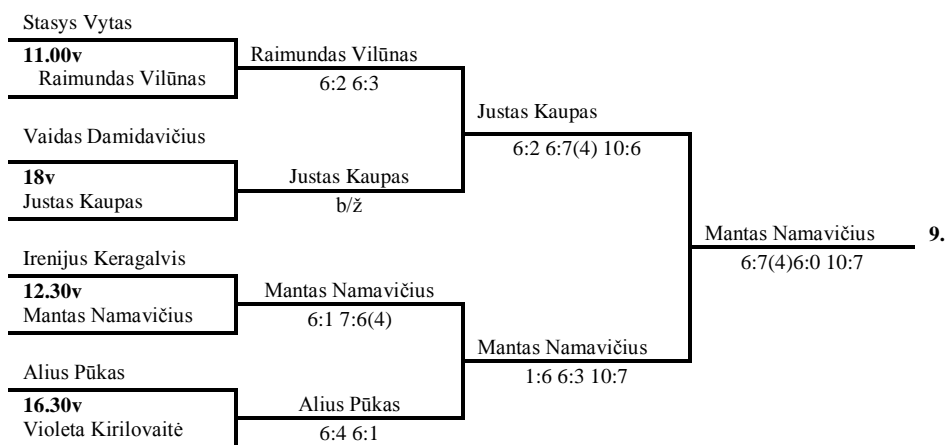 Stasys Vytas
11.00v
Raimundas Vilūnas
Raimundas Vilūnas
6:2 6:3
Vaidas Damidavičius
18v
Justas Kaupas
Justas Kaupas
b/ž
Justas Kaupas
6:2 6:7(4) 10:6
Irenijus Keragalvis
12.30v
Mantas Namavičius
Mantas Namavičius
6:1 7:6(4)
Alius Pūkas
16.30v
Violeta Kirilovaitė
Alius Pūkas
6:4 6:1
Mantas Namavičius
1:6 6:3 10:7
Mantas Namavičius 9.
6:7(4)6:0 10:7